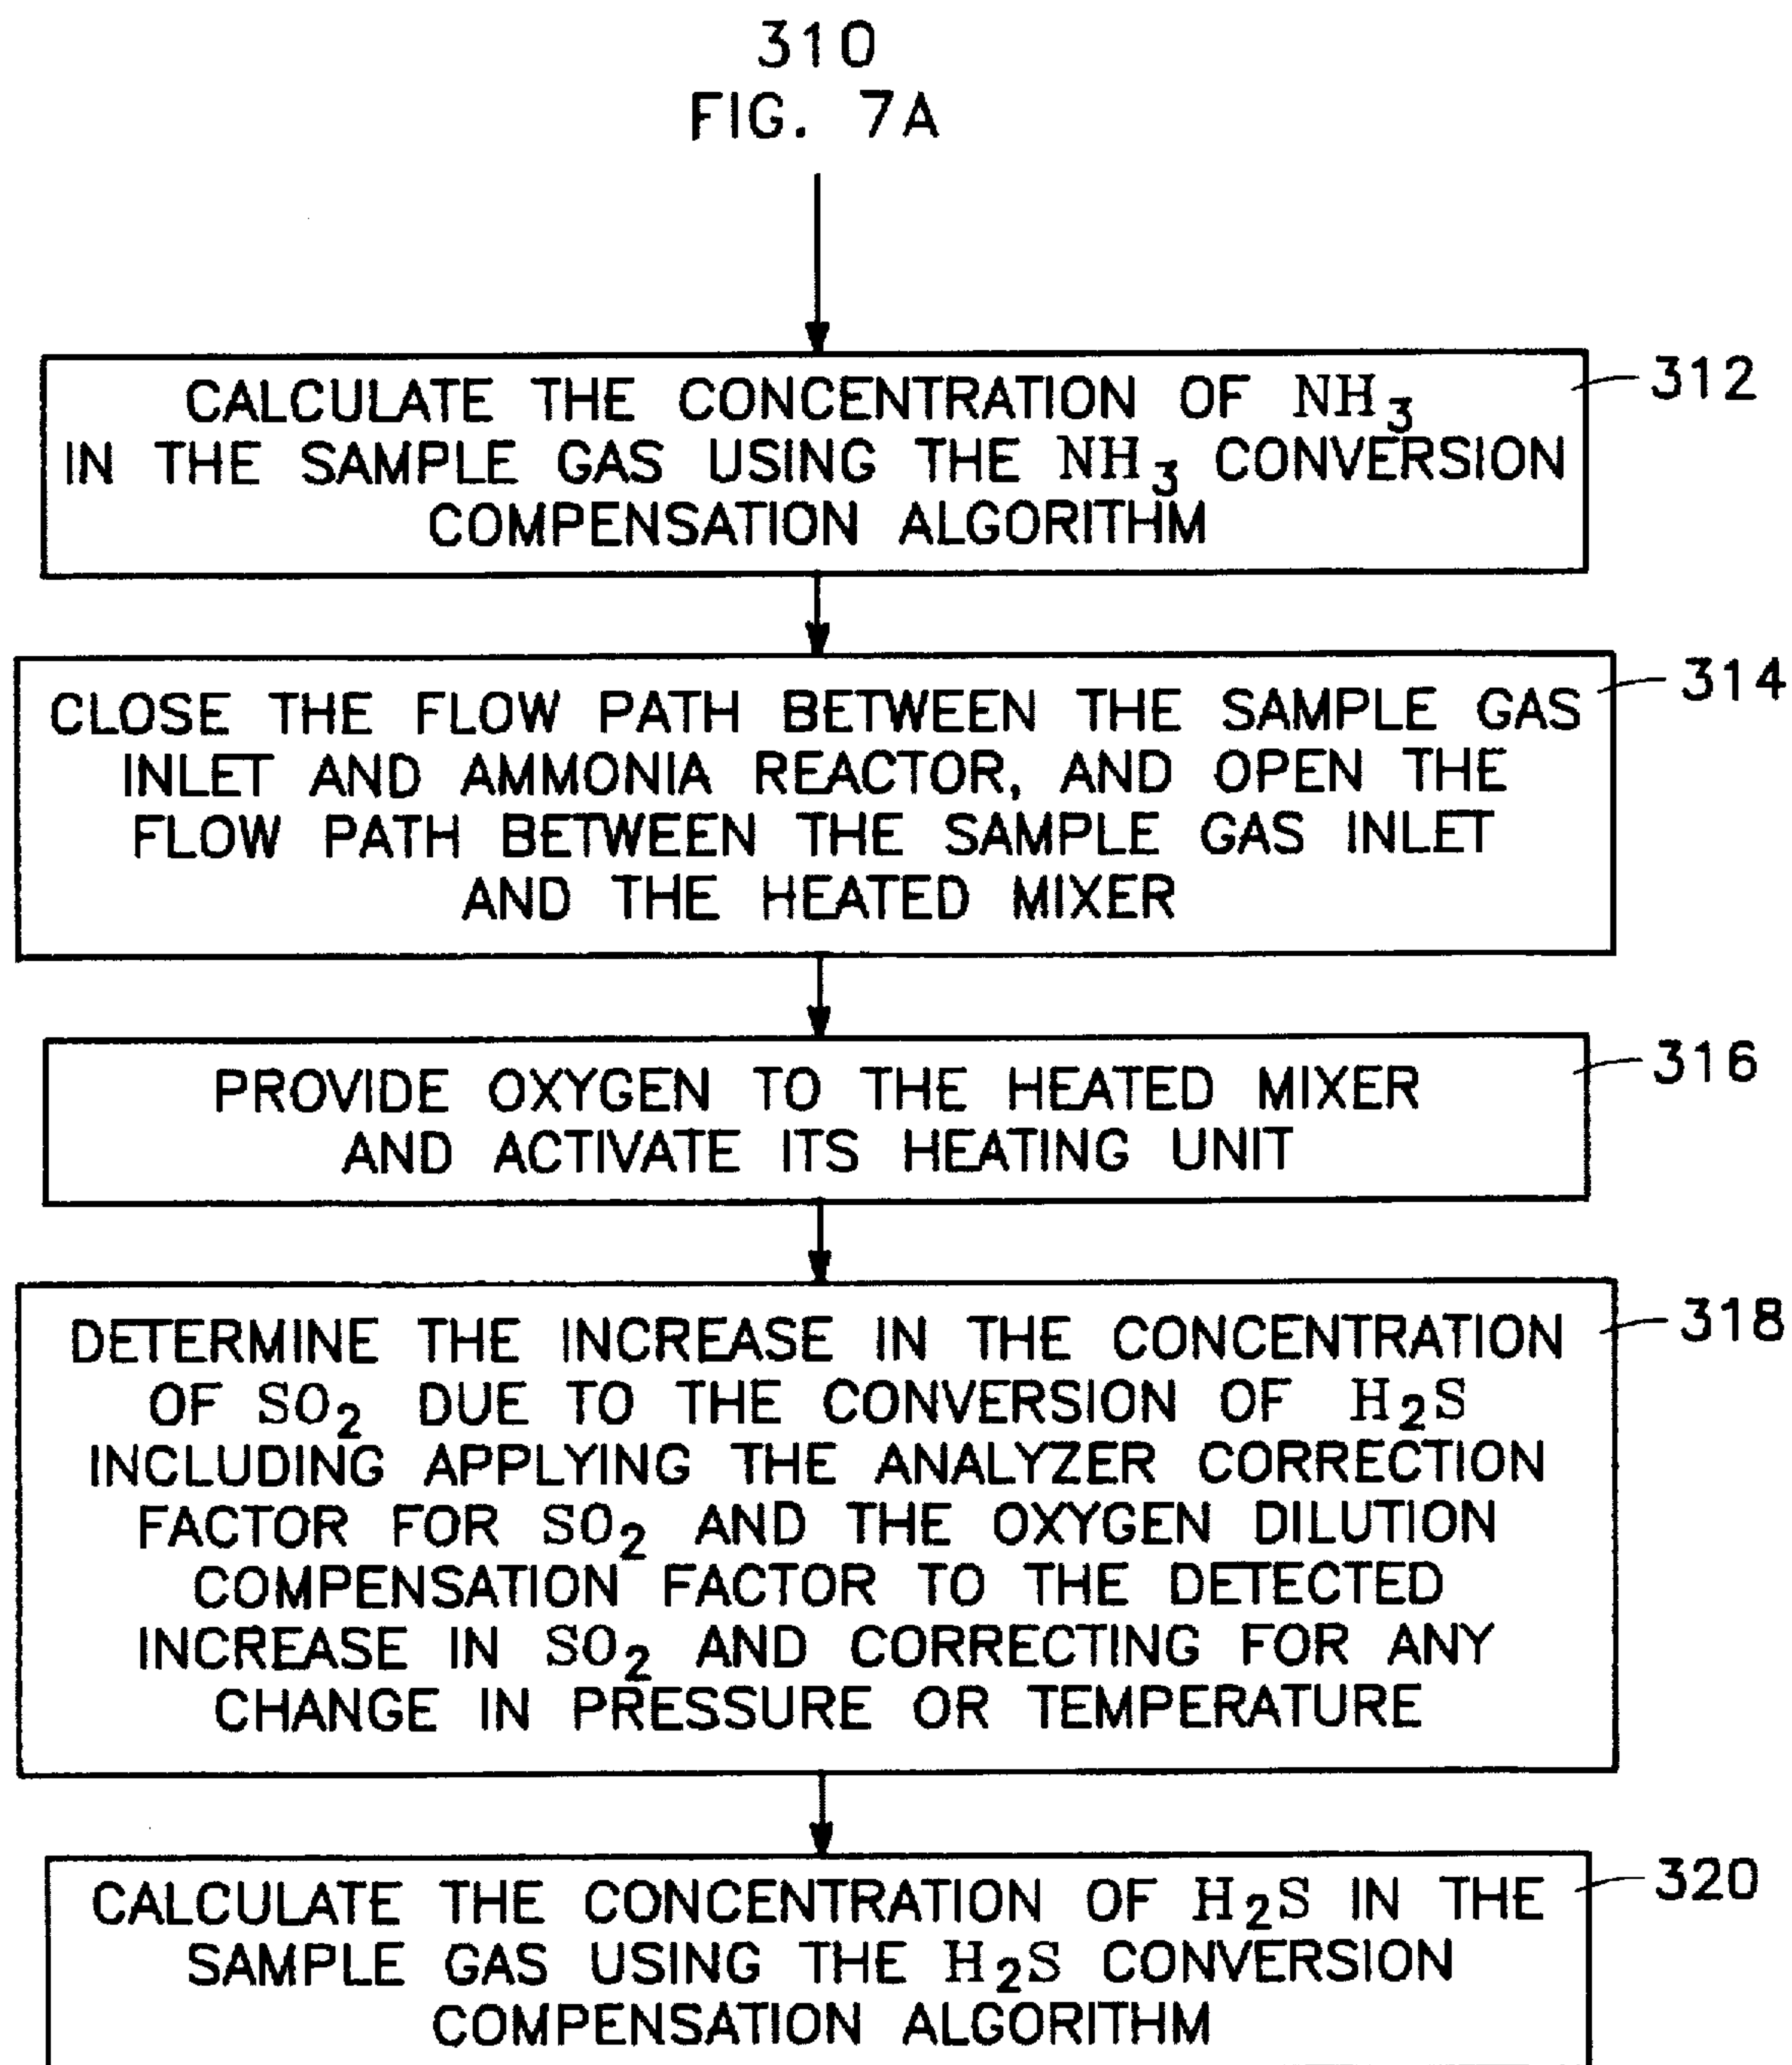 310
FIG. 7A
CALCULATE THE CONCENTRATION OF NH₃ 312
IN THE SAMPLE GAS USING THE NH₃ CONVERSION
COMPENSATION ALGORITHM
CLOSE THE FLOW PATH BETWEEN THE SAMPLE GAS 314
INLET AND AMMONIA REACTOR, AND OPEN THE
FLOW PATH BETWEEN THE SAMPLE GAS INLET
AND THE HEATED MIXER
PROVIDE OXYGEN TO THE HEATED MIXER 316
AND ACTIVATE ITS HEATING UNIT
DETERMINE THE INCREASE IN THE CONCENTRATION 318
OF SO₂ DUE TO THE CONVERSION OF H₂S
INCLUDING APPLYING THE ANALYZER CORRECTION
FACTOR FOR SO₂ AND THE OXYGEN DILUTION
COMPENSATION FACTOR TO THE DETECTED
INCREASE IN SO₂ AND CORRECTING FOR ANY
CHANGE IN PRESSURE OR TEMPERATURE
CALCULATE THE CONCENTRATION OF H₂S IN THE 320
SAMPLE GAS USING THE H₂S CONVERSION
COMPENSATION ALGORITHM